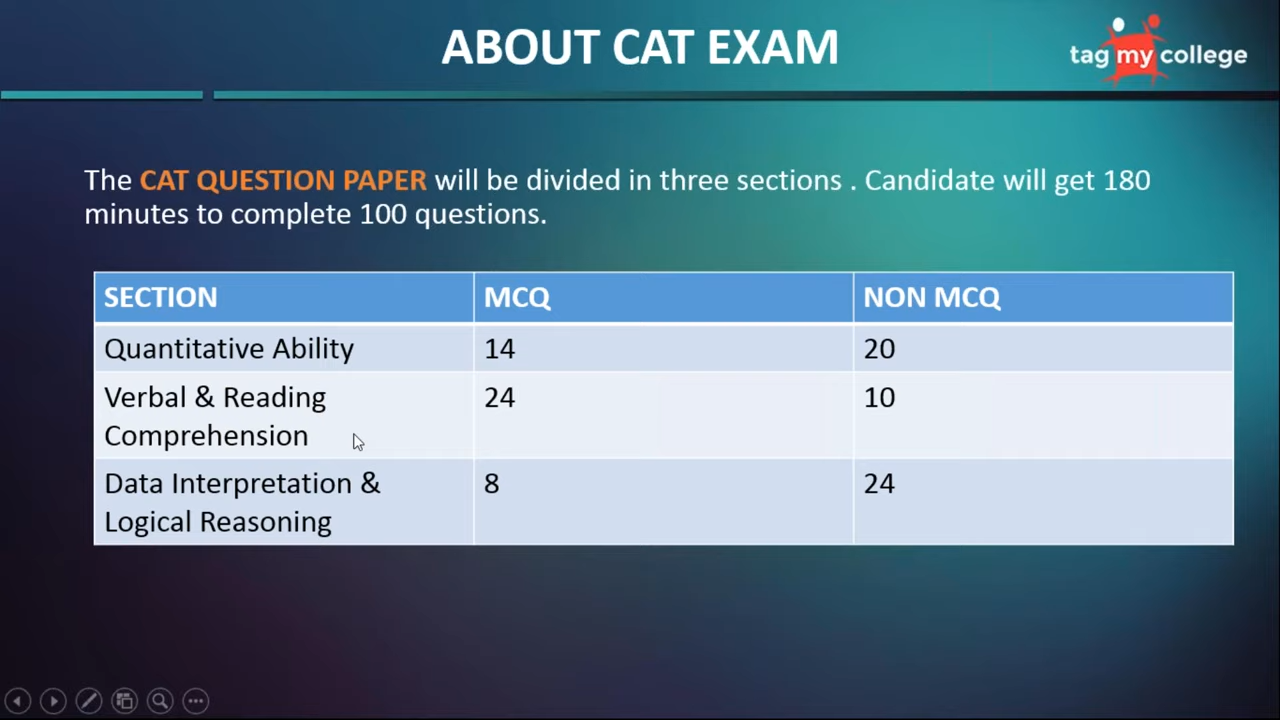 ABOUT CAT EXAM
tag my college
The CAT QUESTION PAPER will be divided in three sections . Candidate will get 180
minutes to complete 100 questions.
SECTION MCQ NON MCQ
Quantitative Ability 14 20
Verbal & Reading 24 10
Comprehension
Data Interpretation & 8 24
Logical Reasoning